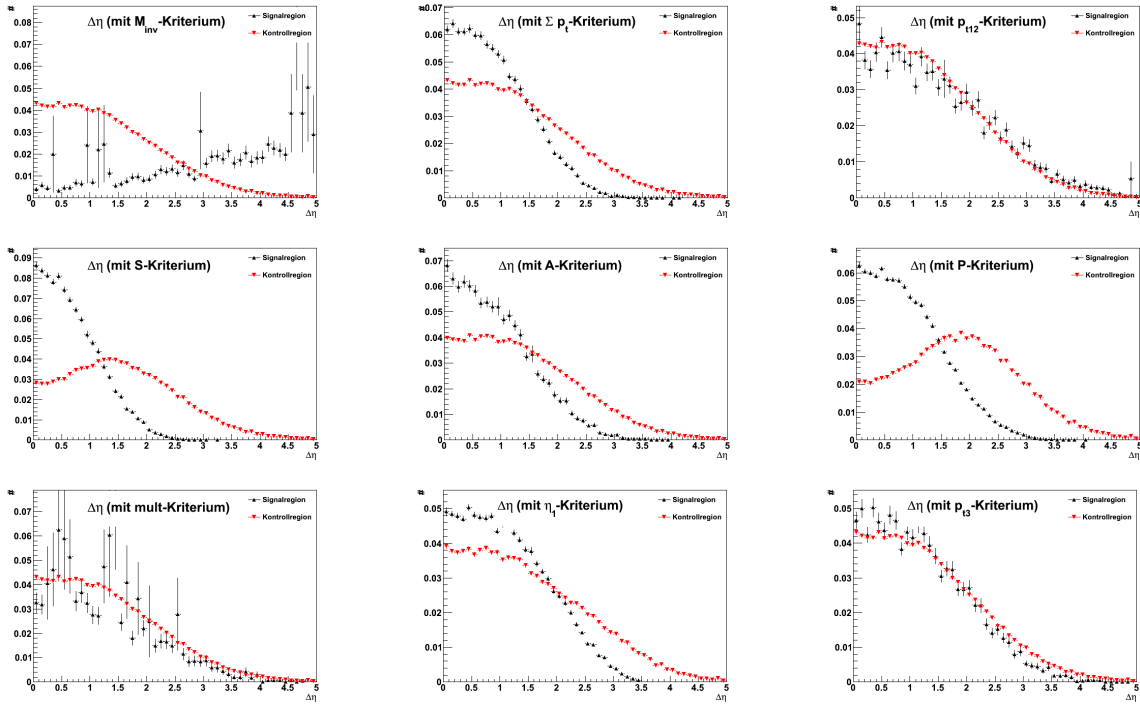 #
Δη (mit M_inv -Kriterium)
Signalregion
Kontrollregion
0.08
0.07
0.06
0.05
0.04
0.03
0.02
0.01
0
0 0.5 1 1.5 2 2.5 3 3.5 4 4.5 5
Δη
#
Δη (mit Σ p_t-Kriterium)
Signalregion
Kontrollregion
0.07
0.06
0.05
0.04
0.03
0.02
0.01
0
0 0.5 1 1.5 2 2.5 3 3.5 4 4.5 5
Δη
#
Δη (mit p_t12-Kriterium)
Signalregion
Kontrollregion
0.05
0.04
0.03
0.02
0.01
0
0 0.5 1 1.5 2 2.5 3 3.5 4 4.5 5
Δη
#
Δη (mit S-Kriterium)
Signalregion
Kontrollregion
0.09
0.08
0.07
0.06
0.05
0.04
0.03
0.02
0.01
0
0 0.5 1 1.5 2 2.5 3 3.5 4 4.5 5
Δη
#
Δη (mit A-Kriterium)
Signalregion
Kontrollregion
0.07
0.06
0.05
0.04
0.03
0.02
0.01
0
0 0.5 1 1.5 2 2.5 3 3.5 4 4.5 5
Δη
#
Δη (mit P-Kriterium)
Signalregion
Kontrollregion
0.06
0.05
0.04
0.03
0.02
0.01
0
0 0.5 1 1.5 2 2.5 3 3.5 4 4.5 5
Δη
#
Δη (mit mult-Kriterium)
Signalregion
Kontrollregion
0.07
0.06
0.05
0.04
0.03
0.02
0.01
0
0 0.5 1 1.5 2 2.5 3 3.5 4 4.5 5
Δη
#
Δη (mit η_1-Kriterium)
Signalregion
Kontrollregion
0.05
0.04
0.03
0.02
0.01
0
0 0.5 1 1.5 2 2.5 3 3.5 4 4.5 5
Δη
#
Δη (mit p_t3-Kriterium)
Signalregion
Kontrollregion
0.05
0.04
0.03
0.02
0.01
0
0 0.5 1 1.5 2 2.5 3 3.5 4 4.5 5
Δη